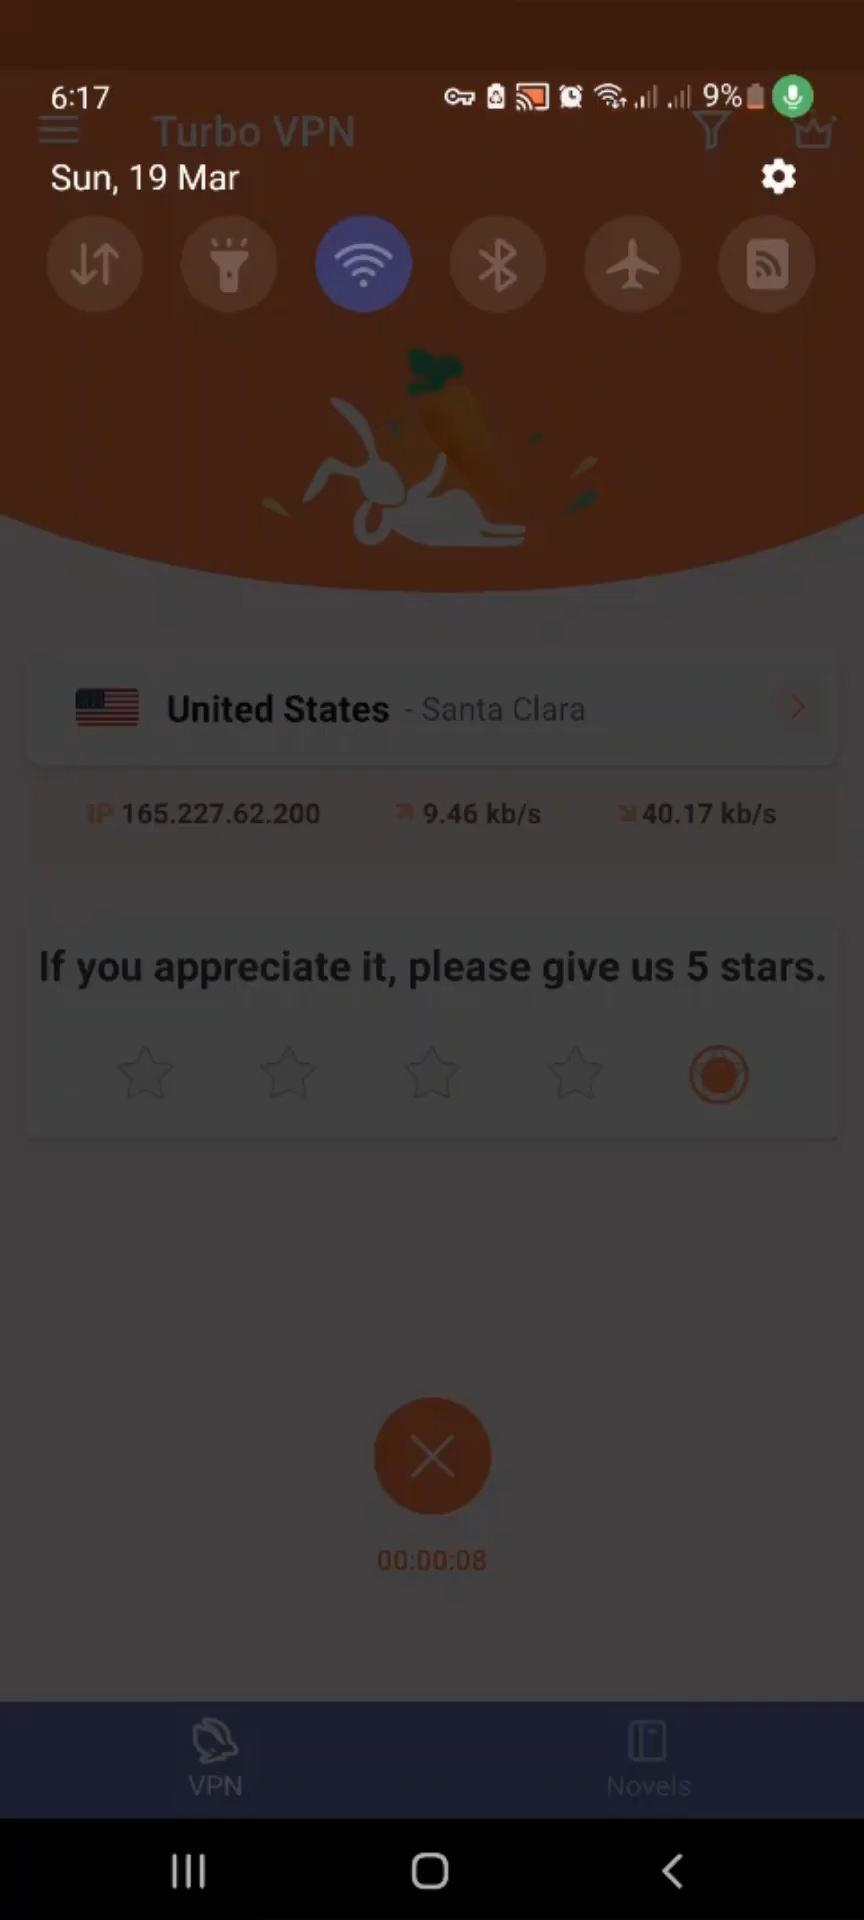 6:17
9%
Turbo VPN
Sun, 19 Mar
United States - Santa Clara
IP 165.227.62.200 9.46 kb/s 40.17 kb/s
If you appreciate it, please give us 5 stars.
00:00:08
VPN Novels